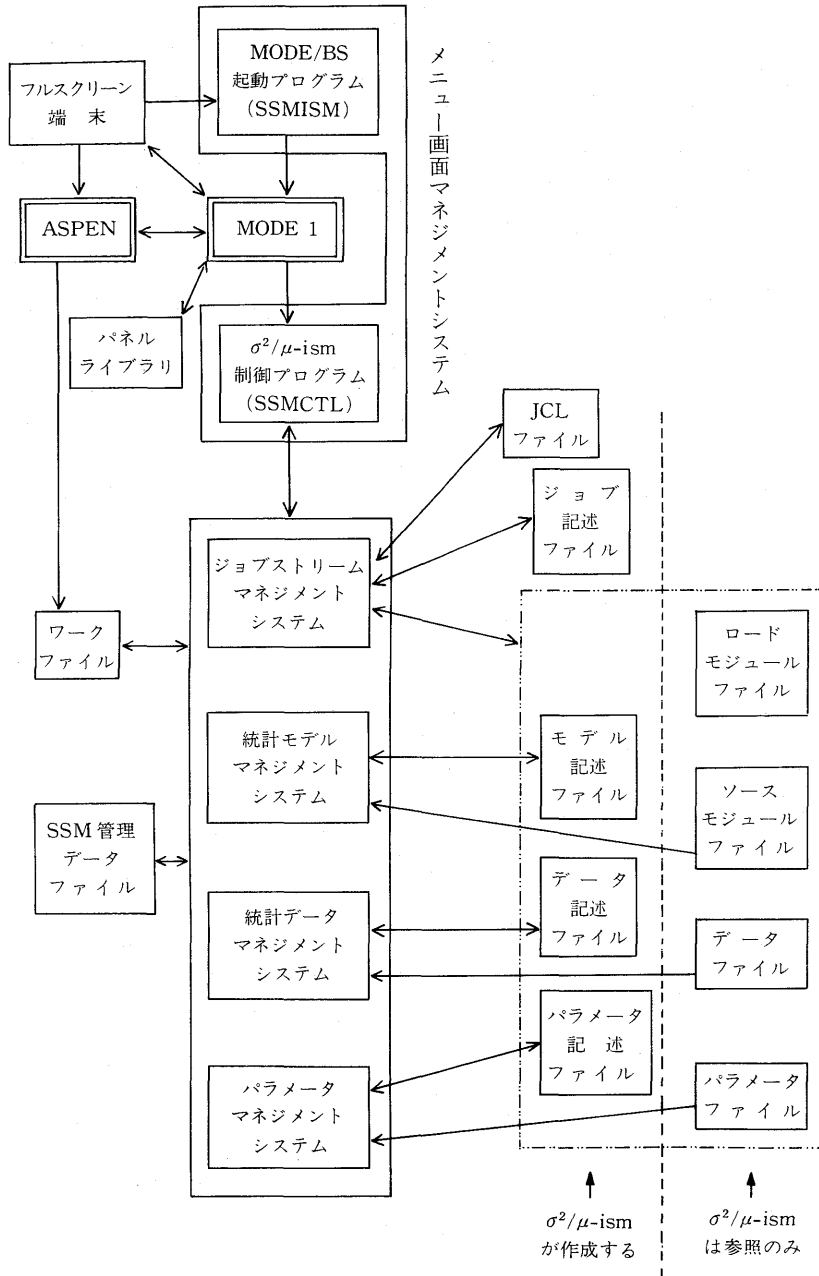 フルスクリーン
端末
MODE/BS
起動プログラム
(SSMISM)
メニュー画面マネジメントシステム
ASPEN
MODE 1
パネル
ライブラリ
σ²/μ-ism
制御プログラム
(SSMCTL)
JCL
ファイル
ジョブ
記述
ファイル
ジョブストリーム
マネジメント
システム
ワーク
ファイル
ロード
モジュール
ファイル
統計モデル
マネジメント
システム
モデル
記述
ファイル
ソース
モジュール
ファイル
SSM管理
データ
ファイル
統計データ
マネジメント
システム
データ
記述
ファイル
データ
ファイル
パラメータ
マネジメント
システム
パラメータ
記述
ファイル
パラメータ
ファイル
σ²/μ-ism
が作成する
σ²/μ-ism
は参照のみ